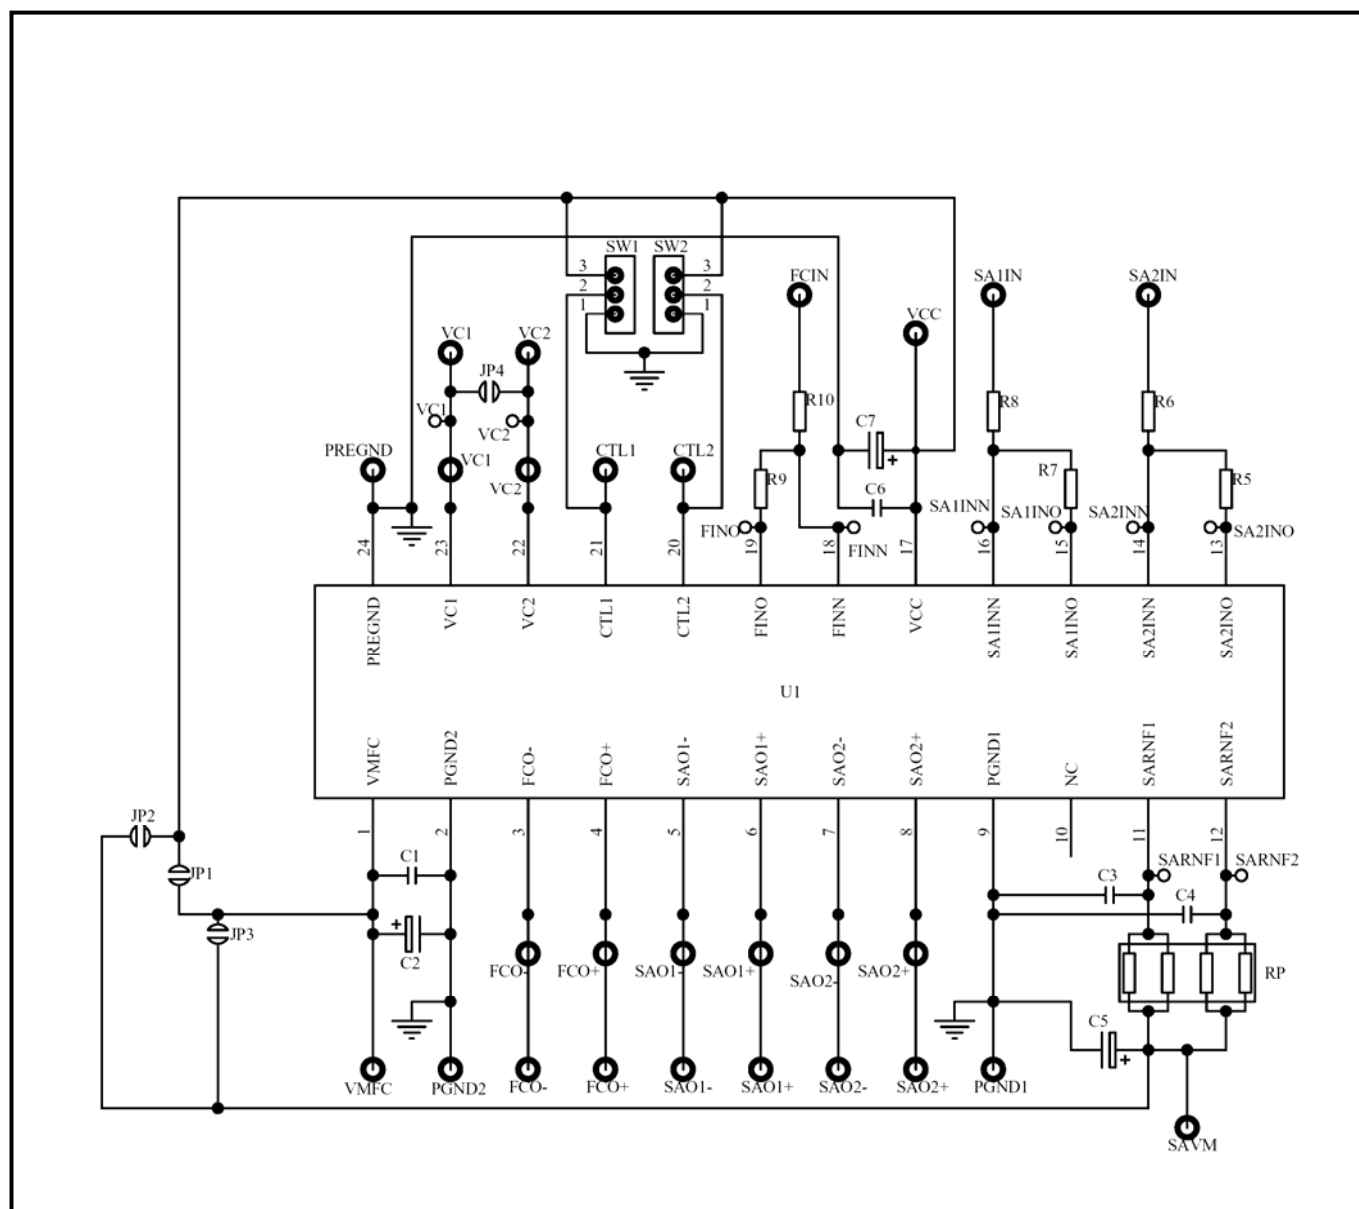 SW1 SW2
3 3
2 2
1 1
FCIN SA1IN SA2IN
VCC
VC1 VC2
JP4
R10 R8 R6
VC1 VC2
C7
PREGND VC1 VC2 CTL1 CTL2
R9 R7 R5
C6
SA1INN SA1INO SA2INN
FINO FINN SA2INO
24 23 22 21 20 19 18 17 16 15 14 13
PREGND VC1 VC2 CTL1 CTL2 FINO FINN VCC SA1INN SA1INO SA2INN SA2INO
U1
VMFC PGND2 FCO- FCO+ SAO1- SAO1+ SAO2- SAO2+ PGND1 NC SARNF1 SARNF2
1 2 3 4 5 6 7 8 9 10 11 12
JP2
C1 SARNF1 SARNF2
JP1 C3
C4
+
JP3
C2
FCO- FCO+ SAO1- SAO1+ SAO2- SAO2+ RP
C5
+
VMFC PGND2 FCO- FCO+ SAO1- SAO1+ SAO2- SAO2+ PGND1
SAVM